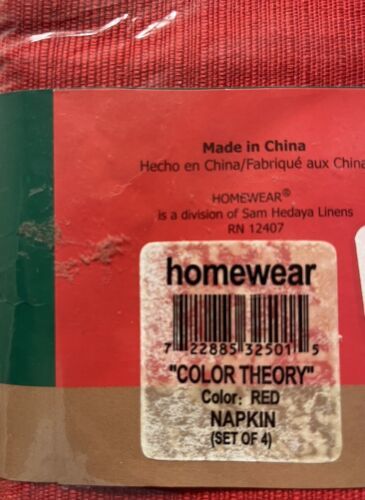 Made in China
Hecho en China/Fabriqué aux China
HOMEWEAR®
is a division of Sam Hedaya Linens
RN 12407
homewear
7 22885 32501 5
"COLOR THEORY"
Color: RED
NAPKIN
(SET OF 4)